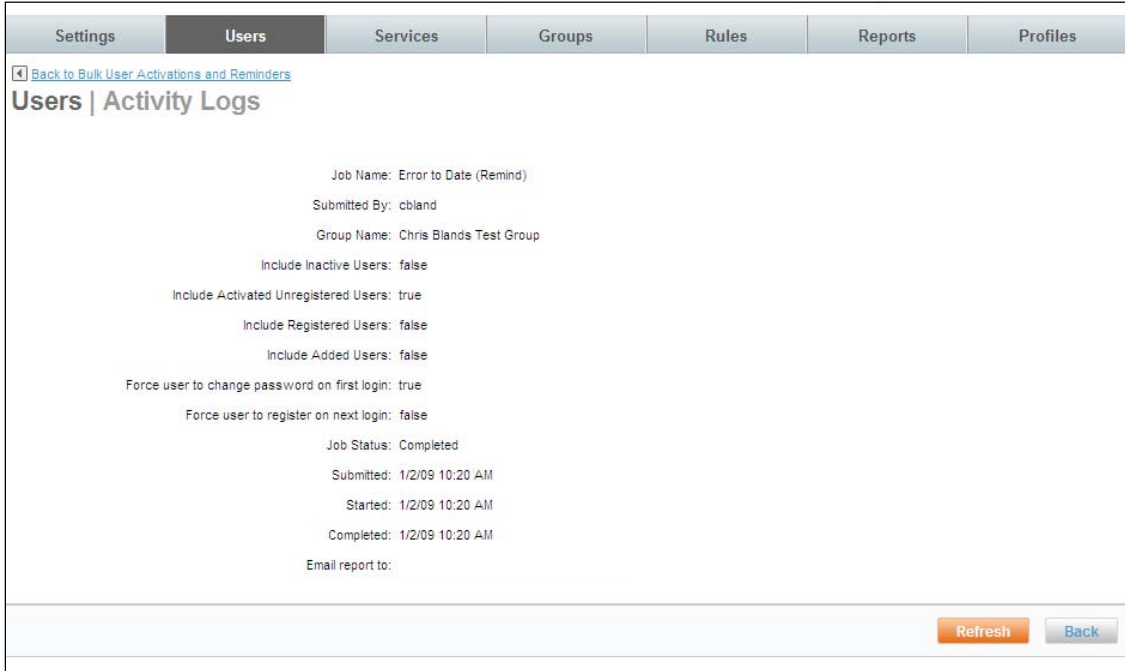 Settings Users Services Groups Rules Reports Profiles
Back to Bulk User Activations and Reminders
Users | Activity Logs
Job Name: Error to Date (Remind)
Submitted By: cbland
Group Name: Chris Blands Test Group
Include Inactive Users: false
Include Activated Unregistered Users: true
Include Registered Users: false
Include Added Users: false
Force user to change password on first login: true
Force user to register on next login: false
Job Status: Completed
Submitted: 1/2/09 10:20 AM
Started: 1/2/09 10:20 AM
Completed: 1/2/09 10:20 AM
Email report to:
Refresh Back